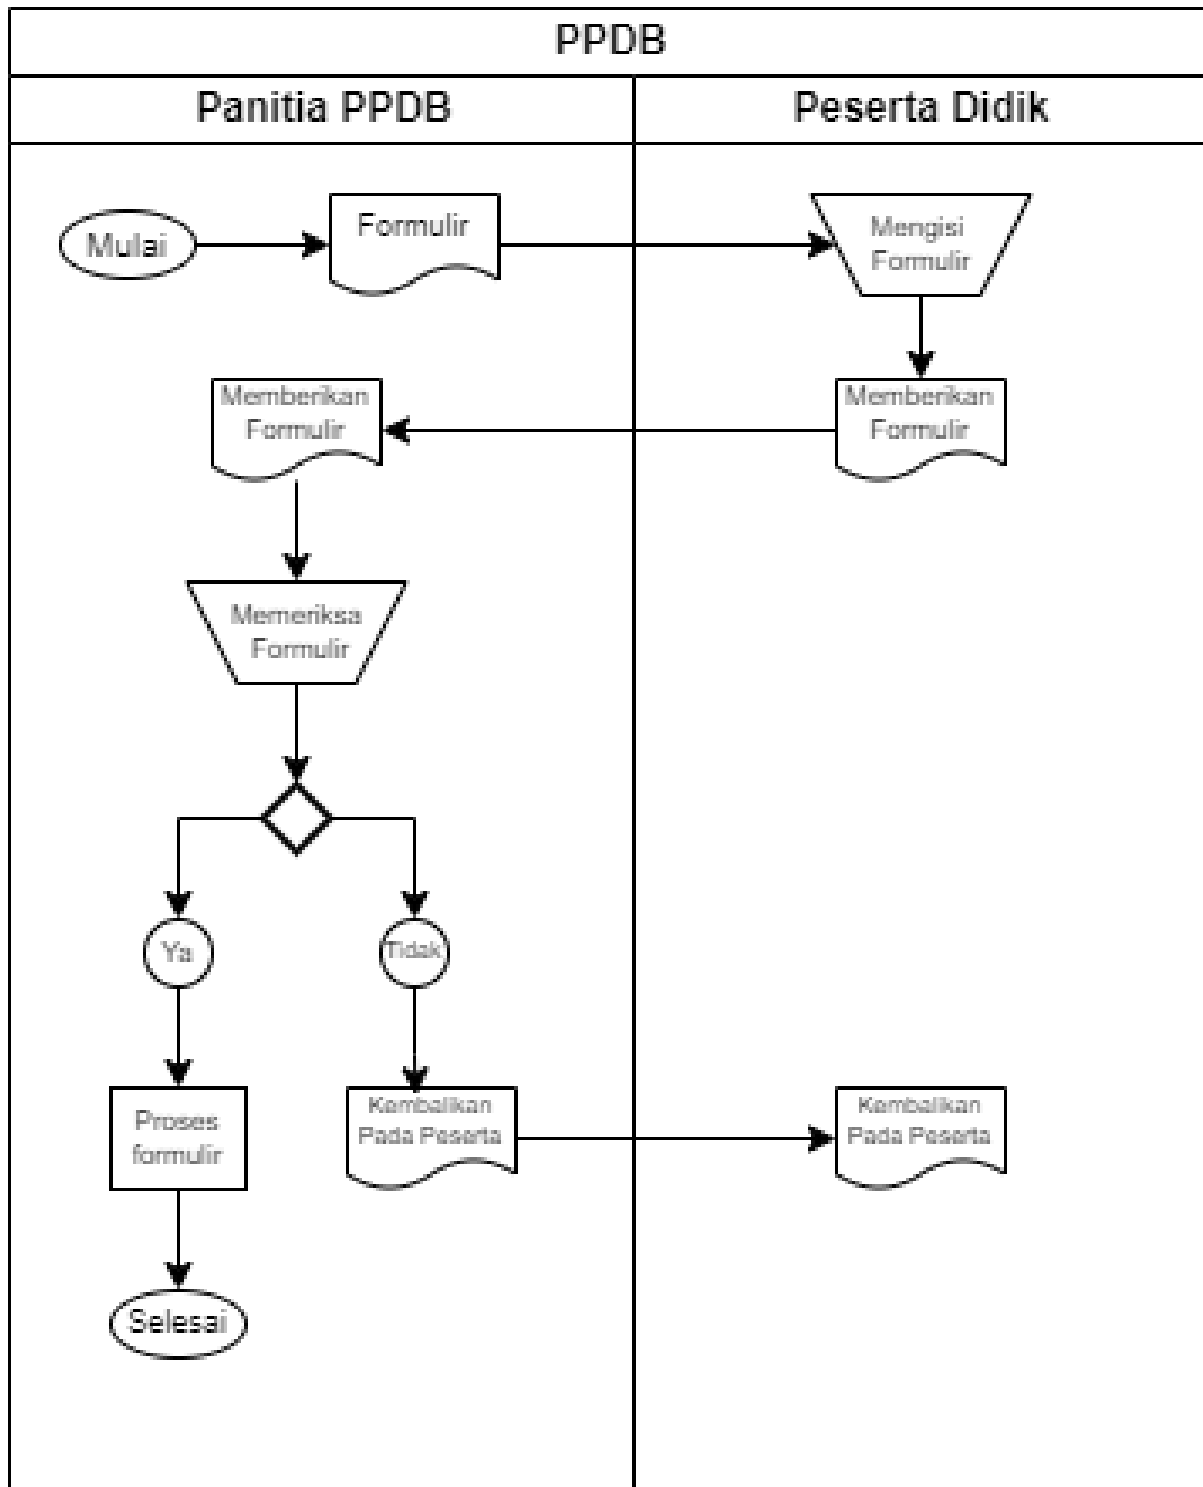 PPDB
Panitia PPDB
Peserta Didik
Mulai
Formulir
Mengisi
Formulir
Memberikan
Formulir
Memberikan
Formulir
Memeriksa
Formulir
Ya
Tidak
Proses
formulir
Kembalikan
Pada Peserta
Kembalikan
Pada Peserta
Selesai